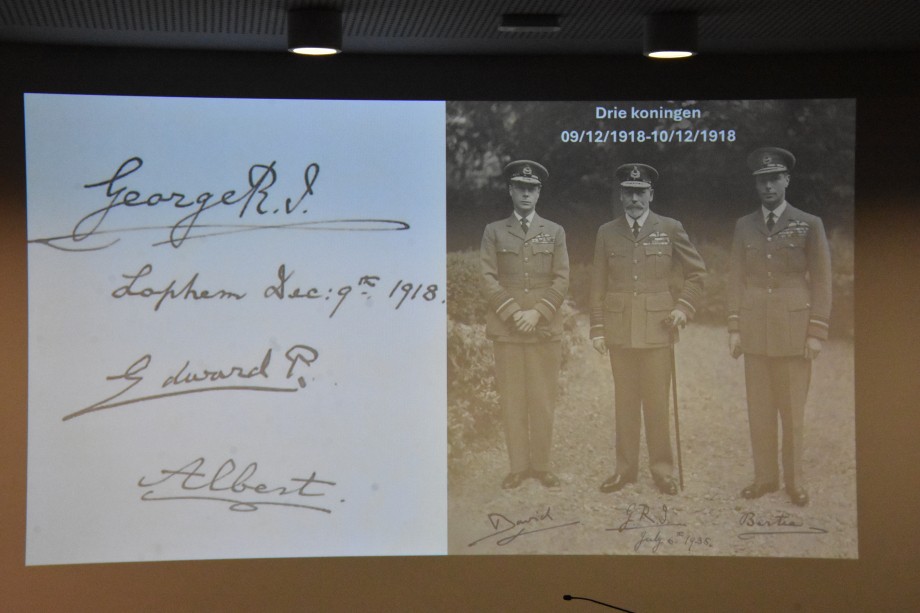 George R.I.
Lophem Dec: 9th 1918.
Edward P.
Albert.
Drie koningen
09/12/1918-10/12/1918
David
G.R.I.
Bertie
July 6th 1935.